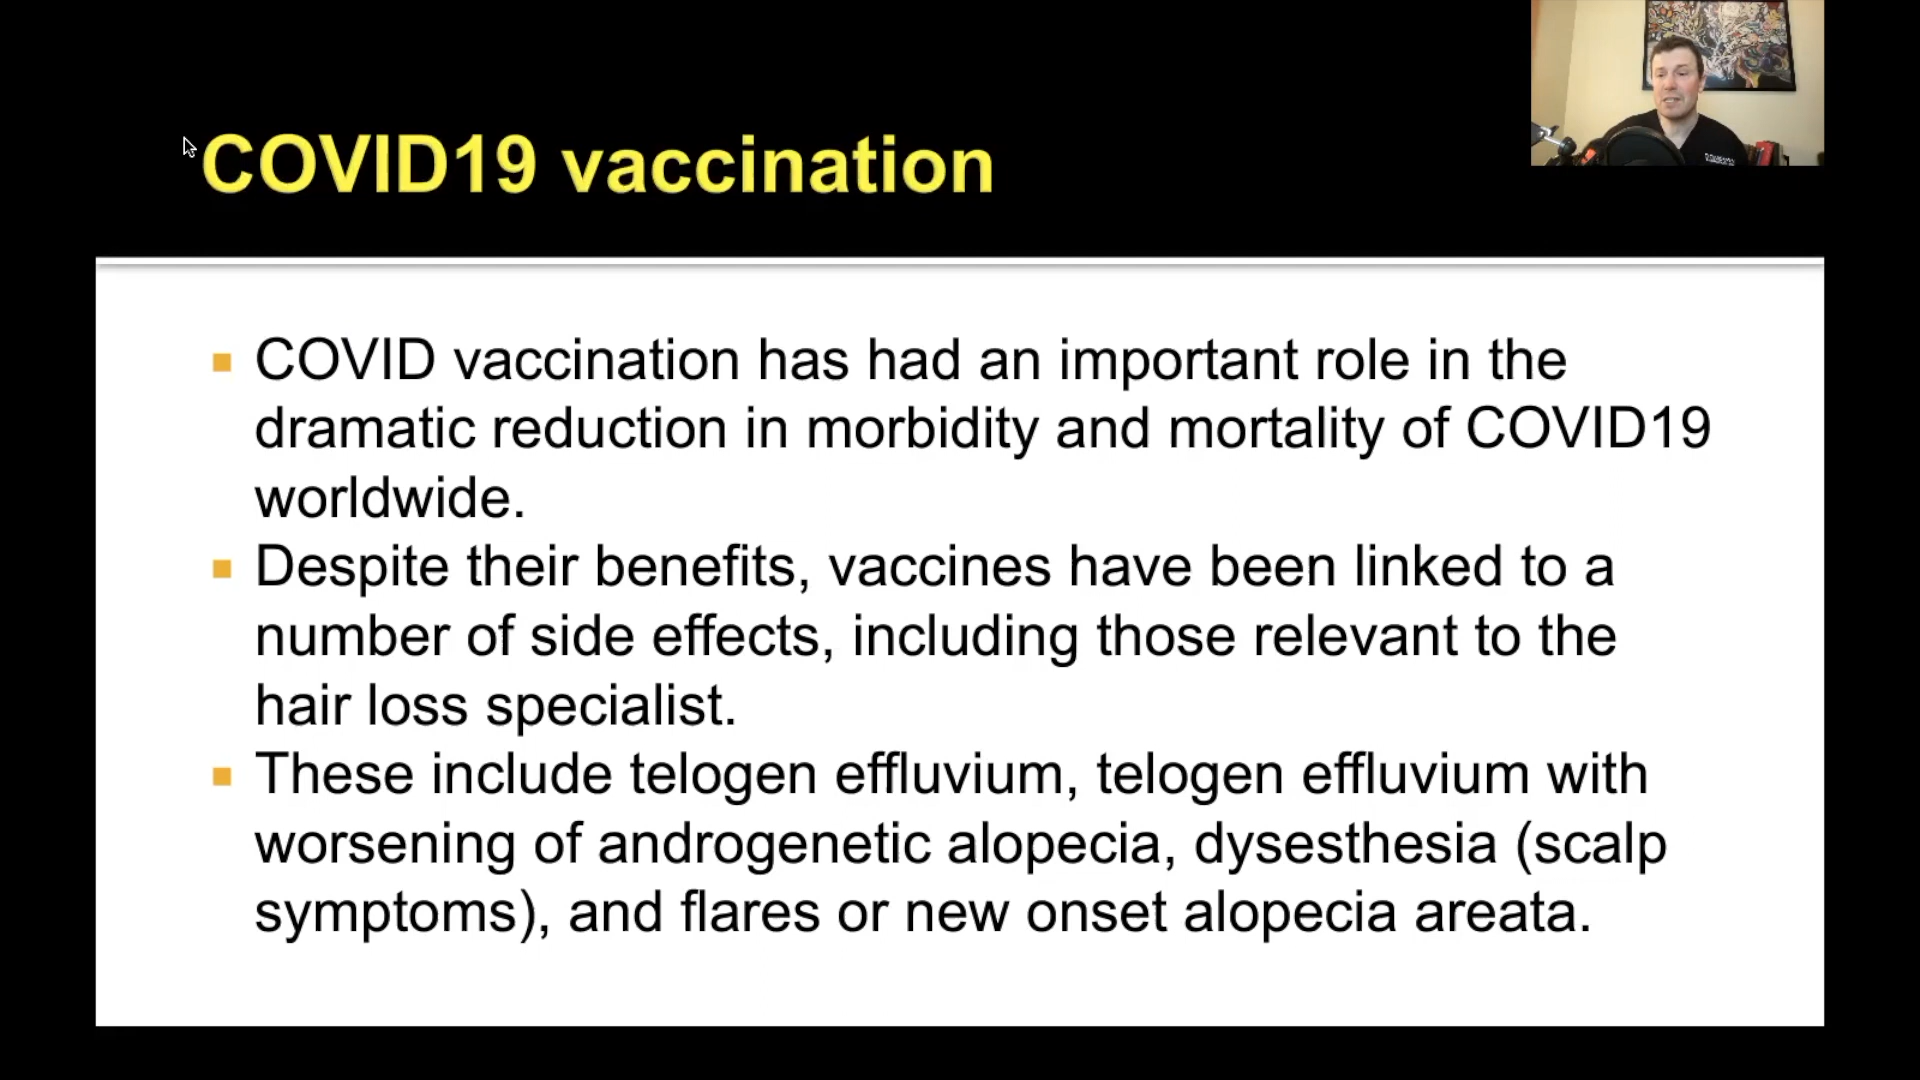 COVID19 vaccination
COVID vaccination has had an important role in the
dramatic reduction in morbidity and mortality of COVID19
worldwide.
Despite their benefits, vaccines have been linked to a
number of side effects, including those relevant to the
hair loss specialist.
These include telogen effluvium, telogen effluvium with
worsening of androgenetic alopecia, dysesthesia (scalp
symptoms), and flares or new onset alopecia areata.